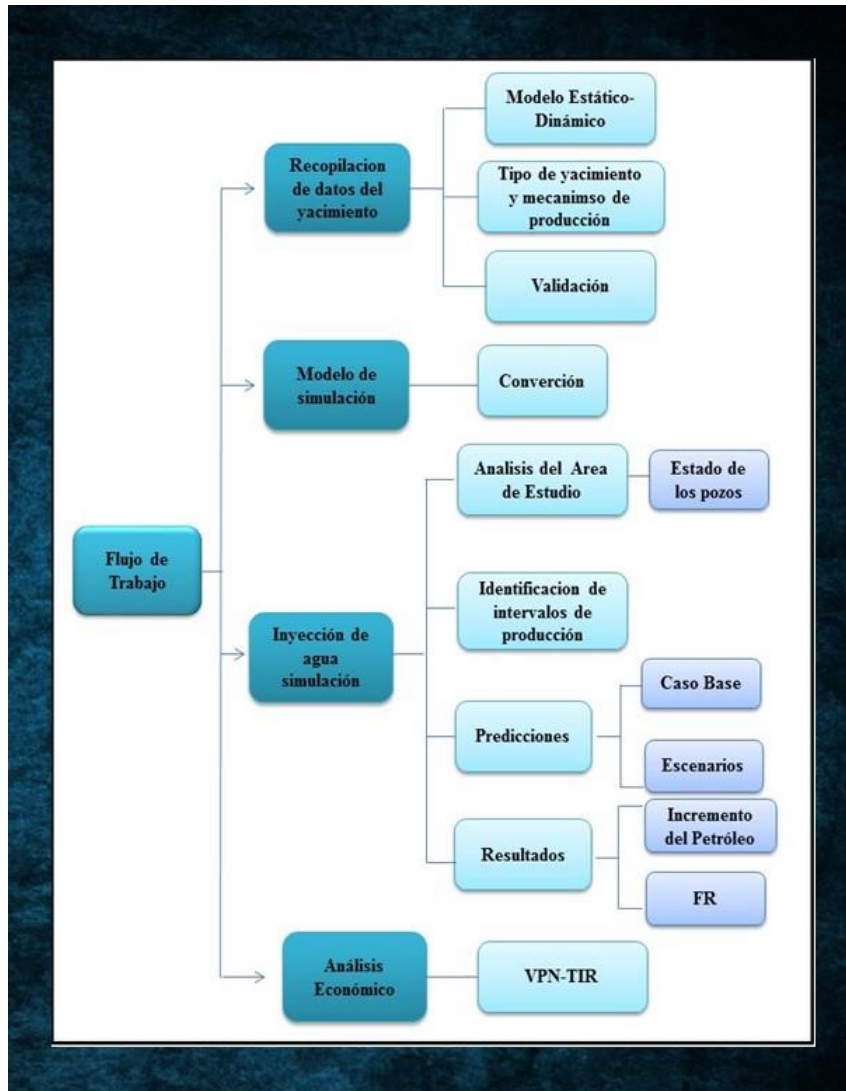 Flujo de
Trabajo
Recopilacion
de datos del
yacimiento
Modelo Estático-
Dinámico
Tipo de yacimiento
y mecanimso de
producción
Validación
Modelo de
simulación
Converción
Inyección de
agua
simulación
Analisis del Area
de Estudio
Estado de
los pozos
Identificacion de
intervalos de
producción
Predicciones
Caso Base
Escenarios
Resultados
Incremento
del Petróleo
FR
Análisis
Económico
VPN-TIR